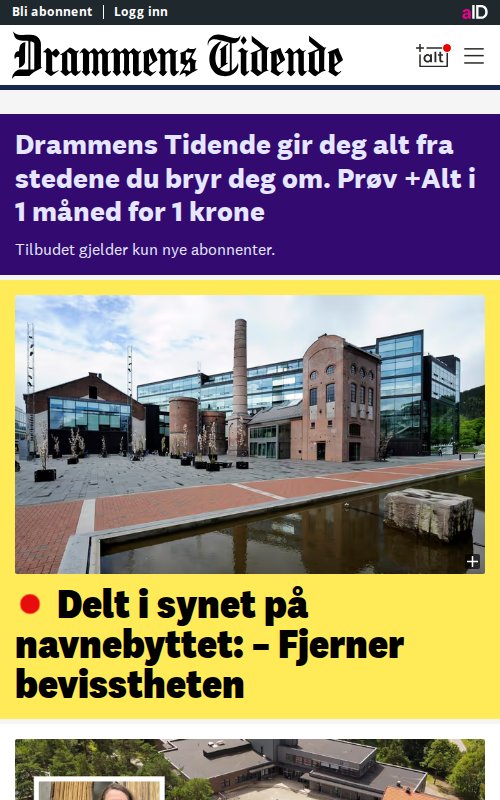 Bli abonnent
Logg inn
aID
Drammens Tidende
+alt
Drammens Tidende gir deg alt fra
stedene du bryr deg om. Prøv +Alt i
1 måned for 1 krone
Tilbudet gjelder kun nye abonnenter.
Delt i synet på
navnebyttet: – Fjerner
bevisstheten